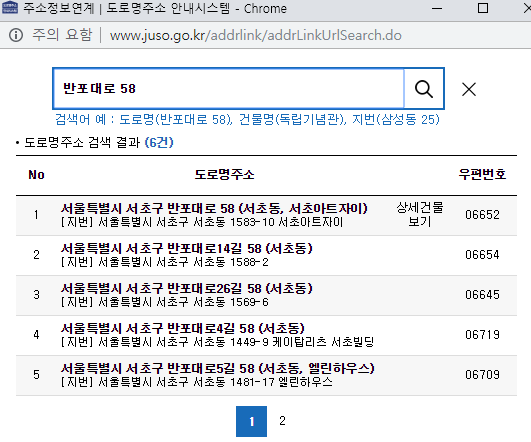 주소정보연계 | 도로명주소 안내시스템 - Chrome
주의 요함 | www.juso.go.kr/addrlink/addrLinkUrlSearch.do
반포대로 58
검색어 예 : 도로명(반포대로 58), 건물명(독립기념관), 지번(삼성동 25)
• 도로명주소 검색 결과 (6건)
No 도로명주소 우편번호
1 서울특별시 서초구 반포대로 58 (서초동, 서초아트자이) 상세건물 보기 06652
[지번] 서울특별시 서초구 서초동 1583-10 서초아트자이
2 서울특별시 서초구 반포대로14길 58 (서초동) 06654
[지번] 서울특별시 서초구 서초동 1588-2
3 서울특별시 서초구 반포대로26길 58 (서초동) 06645
[지번] 서울특별시 서초구 서초동 1569-6
4 서울특별시 서초구 반포대로4길 58 (서초동) 06719
[지번] 서울특별시 서초구 서초동 1449-9 케이탑리츠 서초빌딩
5 서울특별시 서초구 반포대로5길 58 (서초동, 엘린하우스) 06709
[지번] 서울특별시 서초구 서초동 1481-17 엘린하우스
1 2